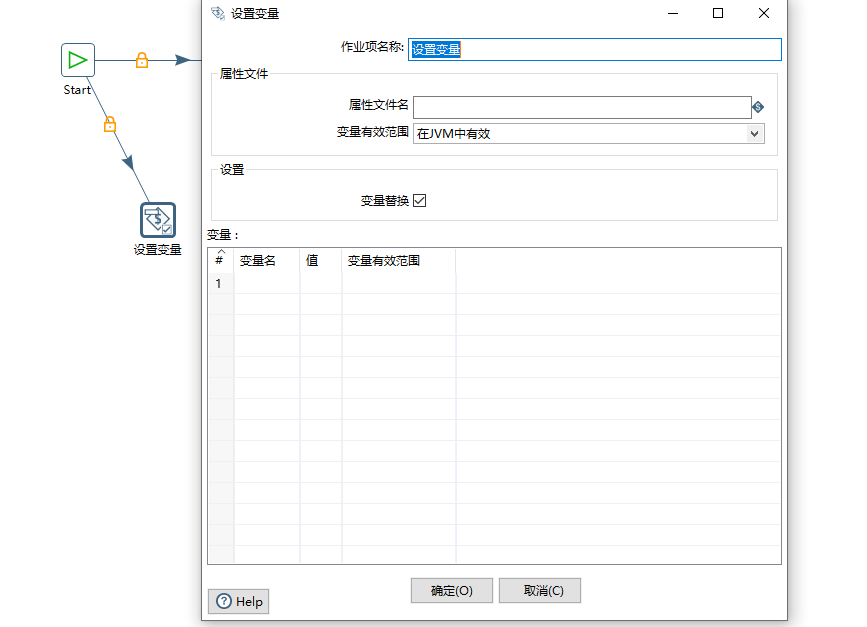 设置变量
作业项名称:
设置变量
属性文件
属性文件名
变量有效范围
在JVM中有效
设置
变量替换
变量：
# 变量名 值 变量有效范围
1
Help
确定(O)
取消(C)
Start
设置变量